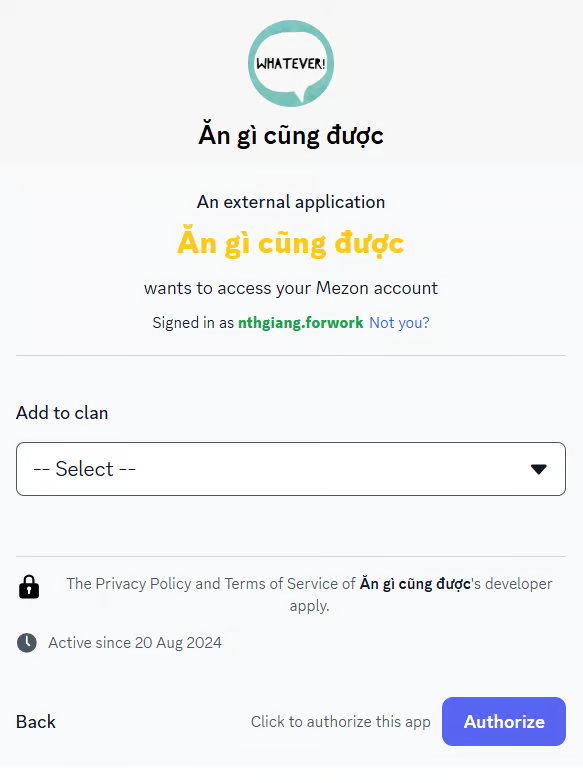 WHATEVER!
Ăn gì cũng được
An external application
Ăn gì cũng được
wants to access your Mezon account
Signed in as nthgiang.forwork Not you?
Add to clan
-- Select --
The Privacy Policy and Terms of Service of Ăn gì cũng được's developer
apply.
Active since 20 Aug 2024
Back
Click to authorize this app
Authorize